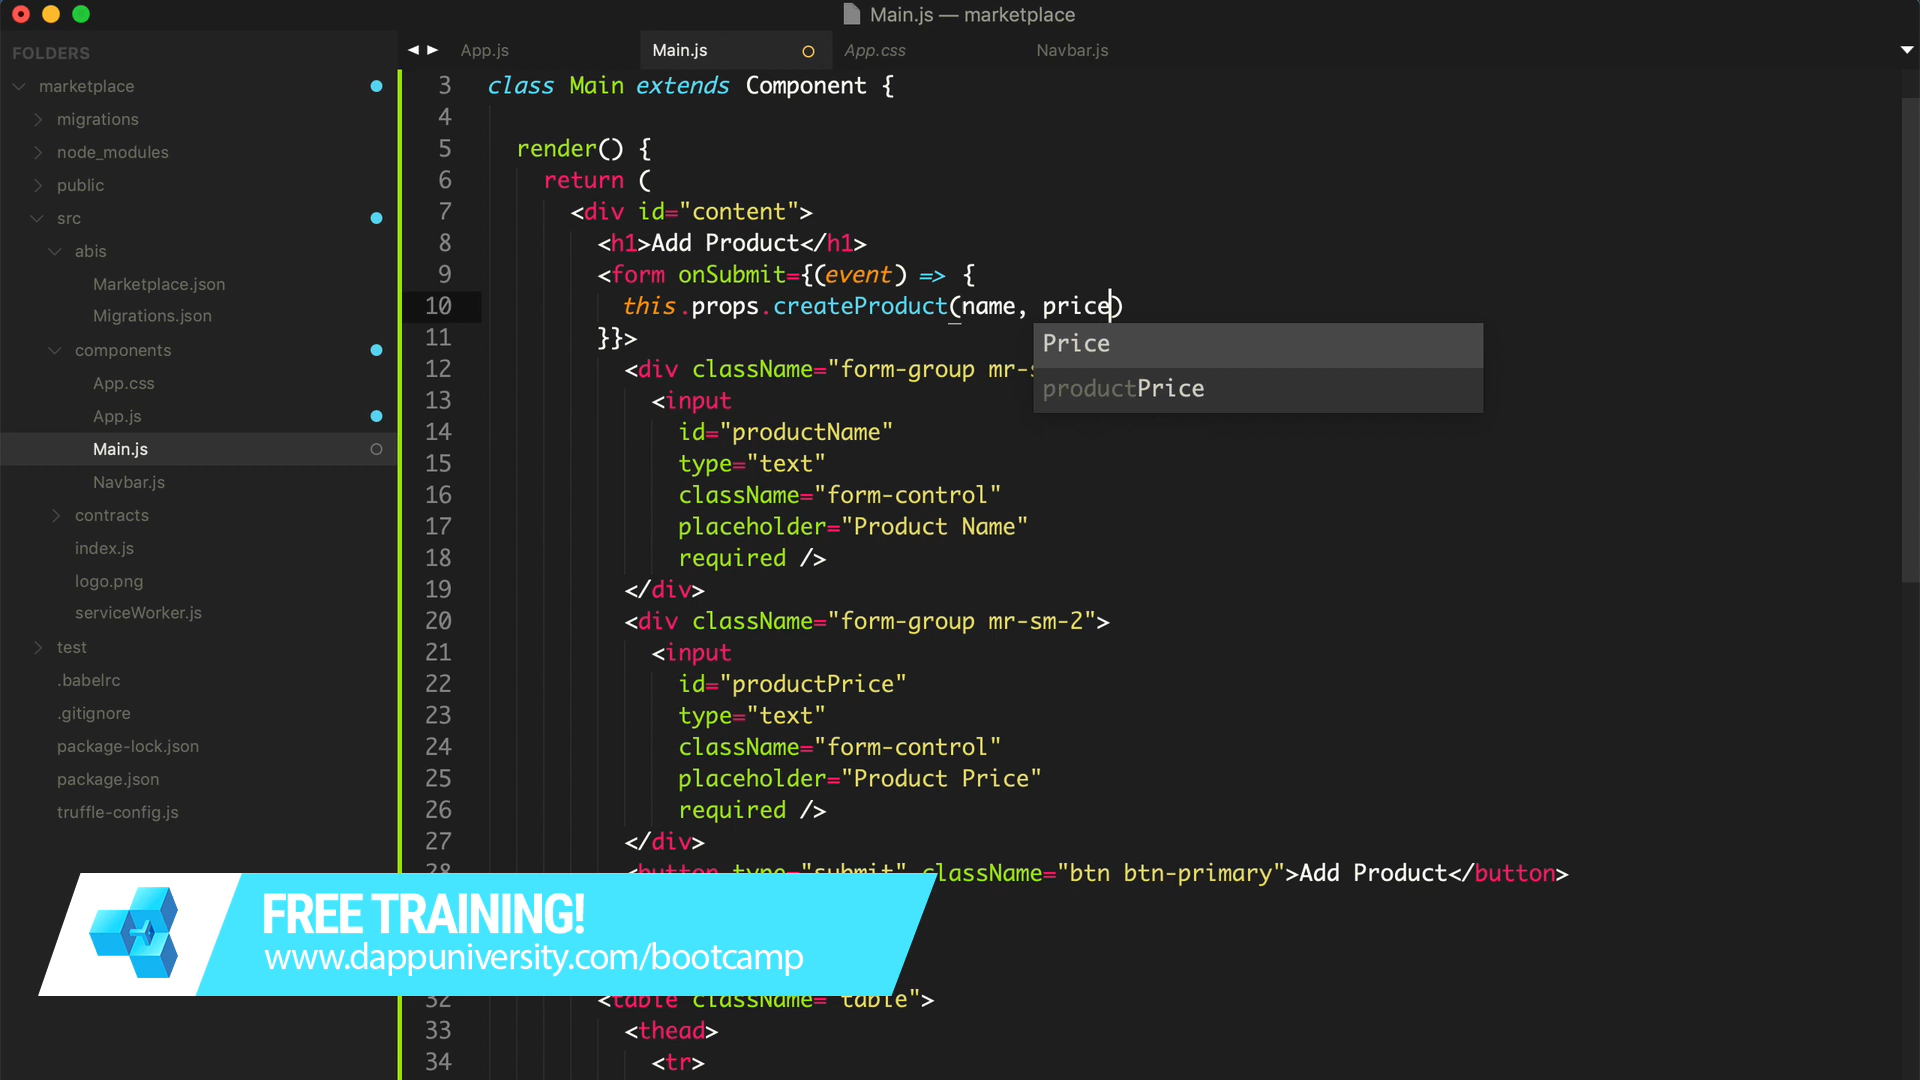 Main.js — marketplace
FOLDERS
marketplace
migrations
node_modules
public
src
abis
Marketplace.json
Migrations.json
components
App.css
App.js
Main.js
Navbar.js
contracts
index.js
logo.png
serviceWorker.js
test
.babelrc
.gitignore
package-lock.json
package.json
truffle-config.js
App.js
Main.js
App.css
Navbar.js
3 class Main extends Component {
4
5 render() {
6 return (
7 <div id="content">
8 <h1>Add Product</h1>
9 <form onSubmit={(event) => {
10 this.props.createProduct(name, price)
11 }}>
12 <div className="form-group mr-s
13 <input
14 id="productName"
15 type="text"
16 className="form-control"
17 placeholder="Product Name"
18 required />
19 </div>
20 <div className="form-group mr-sm-2">
21 <input
22 id="productPrice"
23 type="text"
24 className="form-control"
25 placeholder="Product Price"
26 required />
27 </div>
28 <button type="submit" className="btn btn-primary">Add Product</button>
32 <table className="table">
33 <thead>
34 <tr>
Price
productPrice
FREE TRAINING!
www.dappuniversity.com/bootcamp